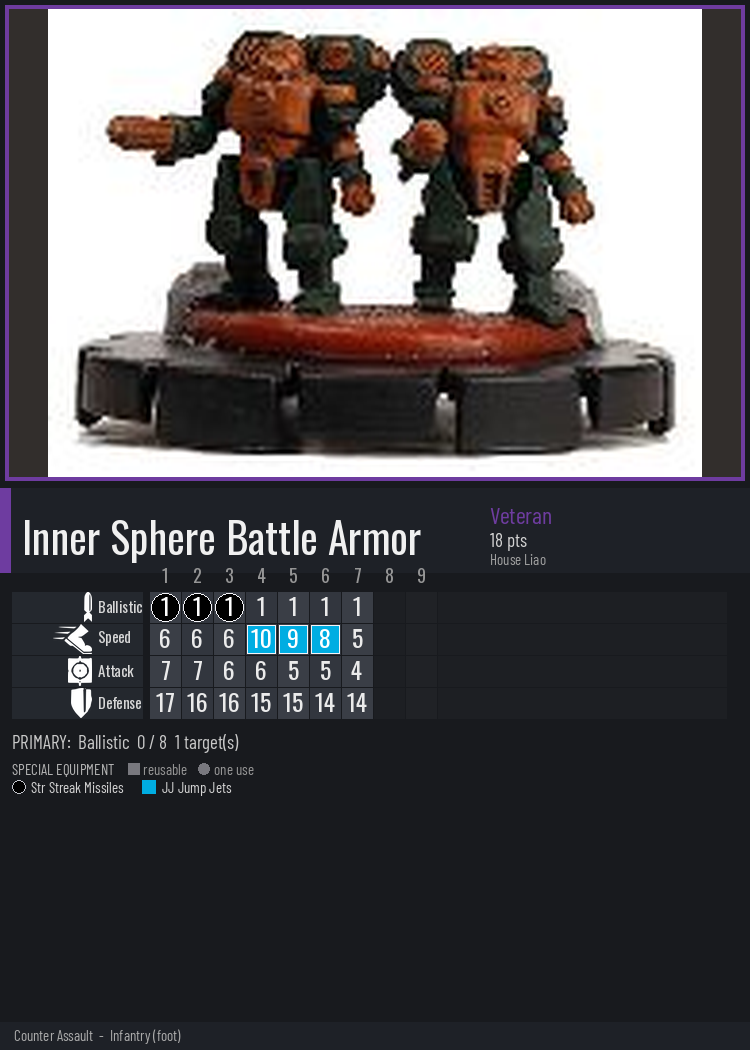 Inner Sphere Battle Armor
Veteran
18 pts
House Liao
1 2 3 4 5 6 7 8 9
Ballistic 1 1 1 1 1 1 1
Speed 6 6 6 10 9 8 5
Attack 7 7 6 6 5 5 4
Defense 17 16 16 15 15 14 14
PRIMARY: Ballistic 0 / 8 1 target(s)
SPECIAL EQUIPMENT reusable one use
Str Streak Missiles JJ Jump Jets
Counter Assault - Infantry (foot)